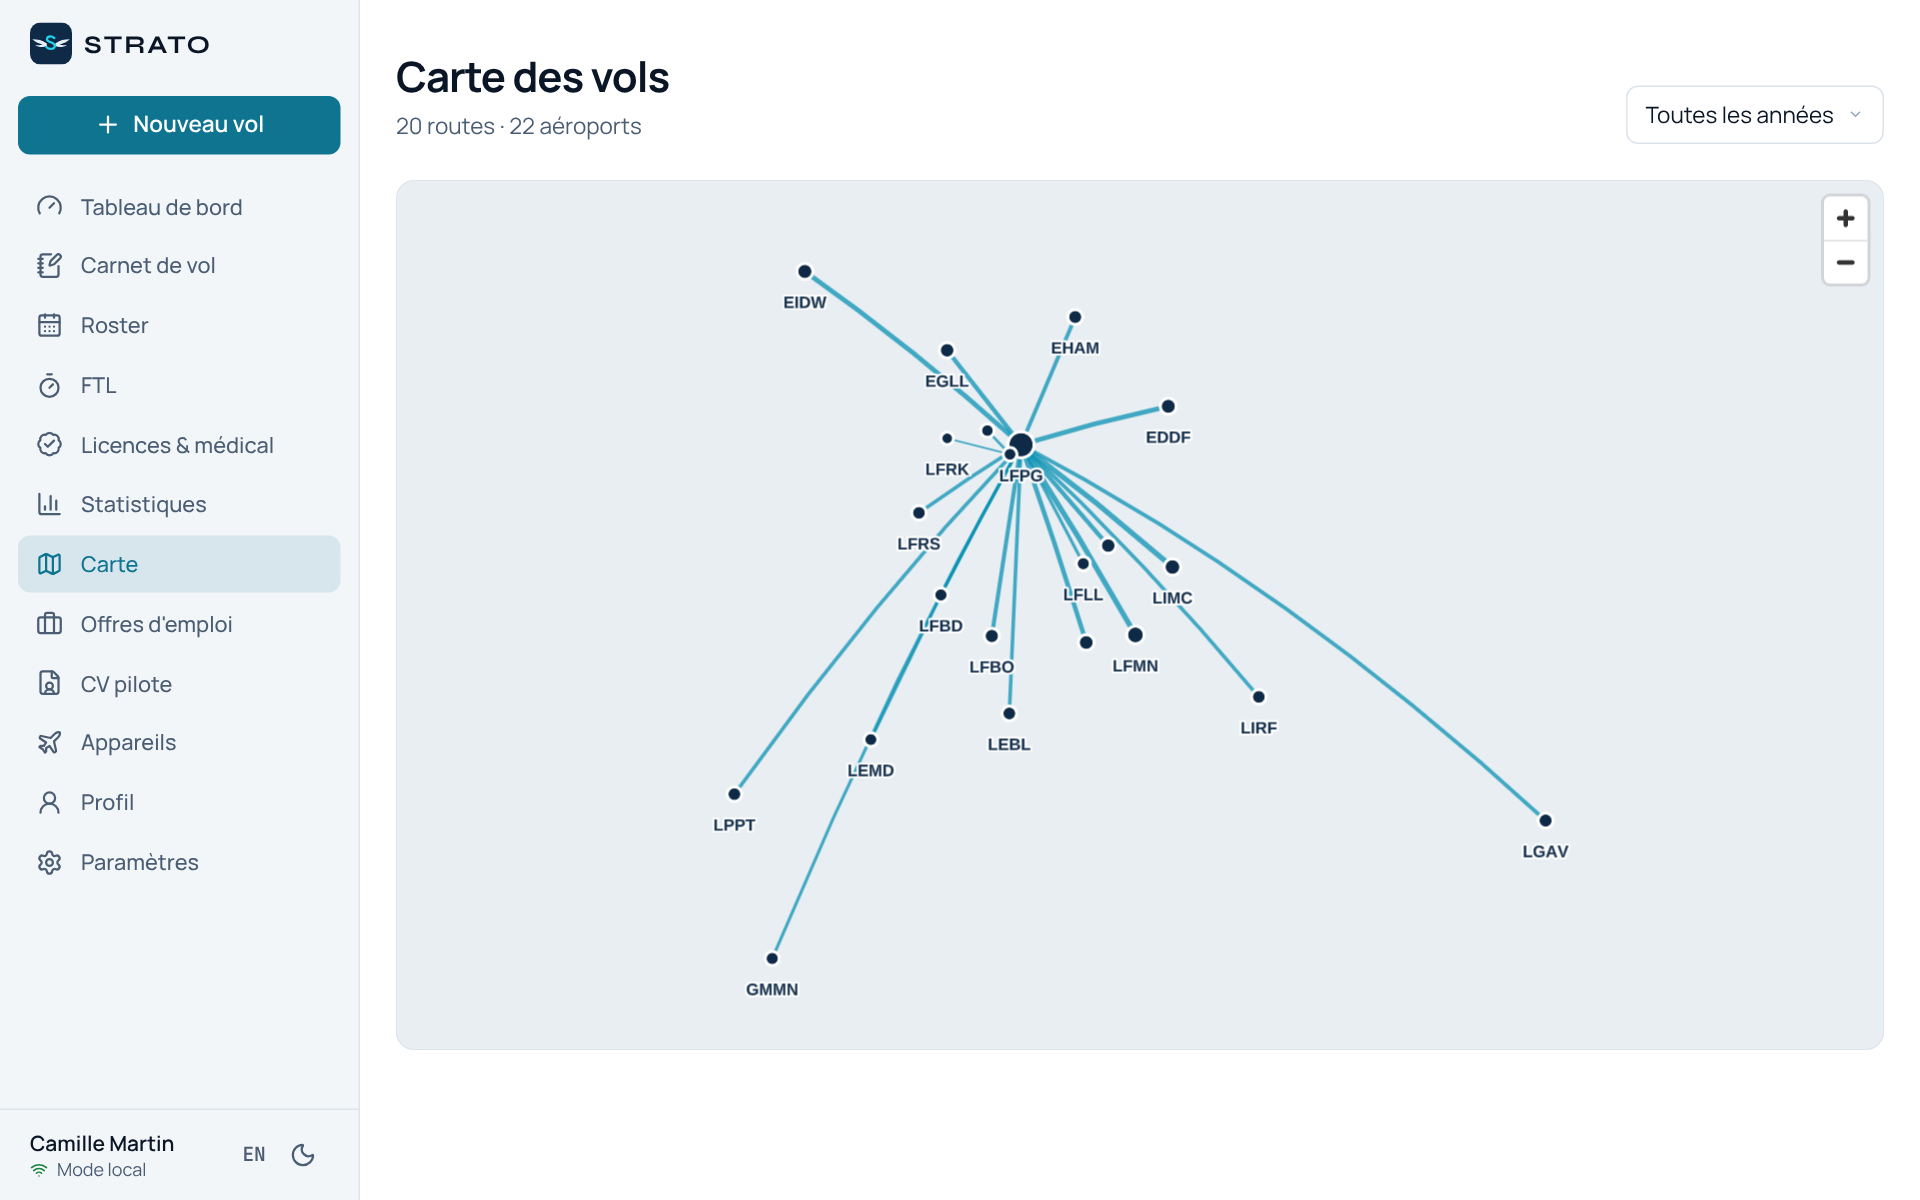 STRATO
Nouveau vol
Tableau de bord
Carnet de vol
Roster
FTL
Licences & médical
Statistiques
Carte
Offres d'emploi
CV pilote
Appareils
Profil
Paramètres
Camille Martin
Mode local
EN
Carte des vols
20 routes · 22 aéroports
Toutes les années
EIDW
EHAM
EGLL
EDDF
LFRK
LFPG
LFRS
LFLL
LIMC
LFBD
LFBO
LFMN
LIRF
LEBL
LEMD
LPPT
LGAV
GMMN